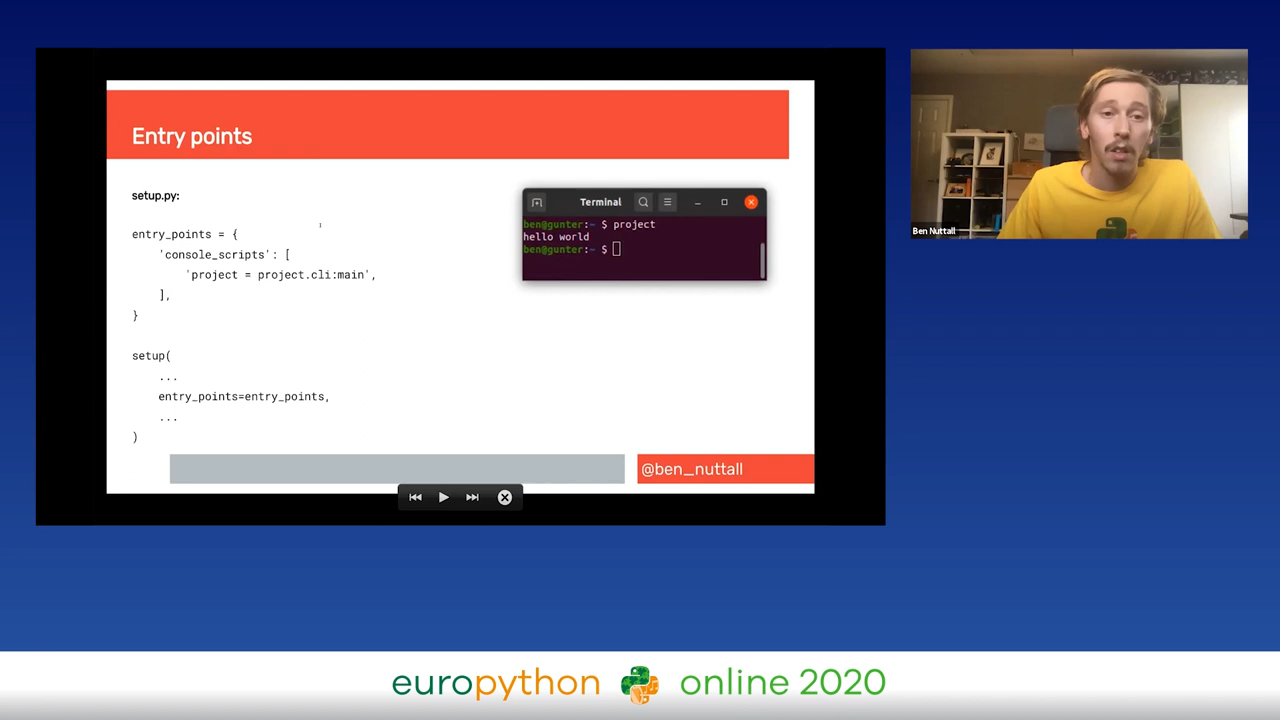 Entry points
setup.py:
entry_points = {
'console_scripts': [
'project = project.cli:main',
],
}
setup(
...
entry_points=entry_points,
...
)
Terminal
ben@gunter:~ $ project
hello world
ben@gunter:~ $
@ben_nuttall
Ben Nuttall
europython online 2020